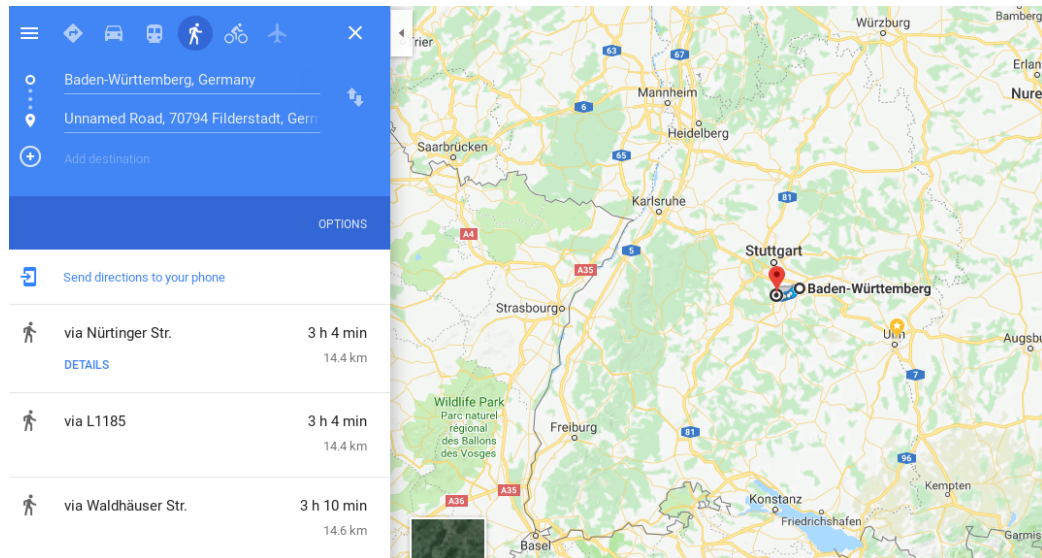 Baden-Württemberg, Germany
Unnamed Road, 70794 Filderstadt, Germ
Add destination
OPTIONS
Send directions to your phone
via Nürtinger Str. 3 h 4 min
14.4 km
DETAILS
via L1185 3 h 4 min
14.4 km
via Waldhäuser Str. 3 h 10 min
14.6 km
Trier
Würzburg
Bamberg
63
67
Erlan
Mannheim
Nure
6
Heidelberg
Saarbrücken
65
81
Karlsruhe
A4
5
Stuttgart
A35
Baden-Württemberg
Strasbourg
Ulm
Augsbu
7
Wildlife Park
Parc naturel
régional
des Ballons
des Vosges
Freiburg
81
96
Kempten
A35
A36
Konstanz
Friedrichshafen
Garmis
Basel